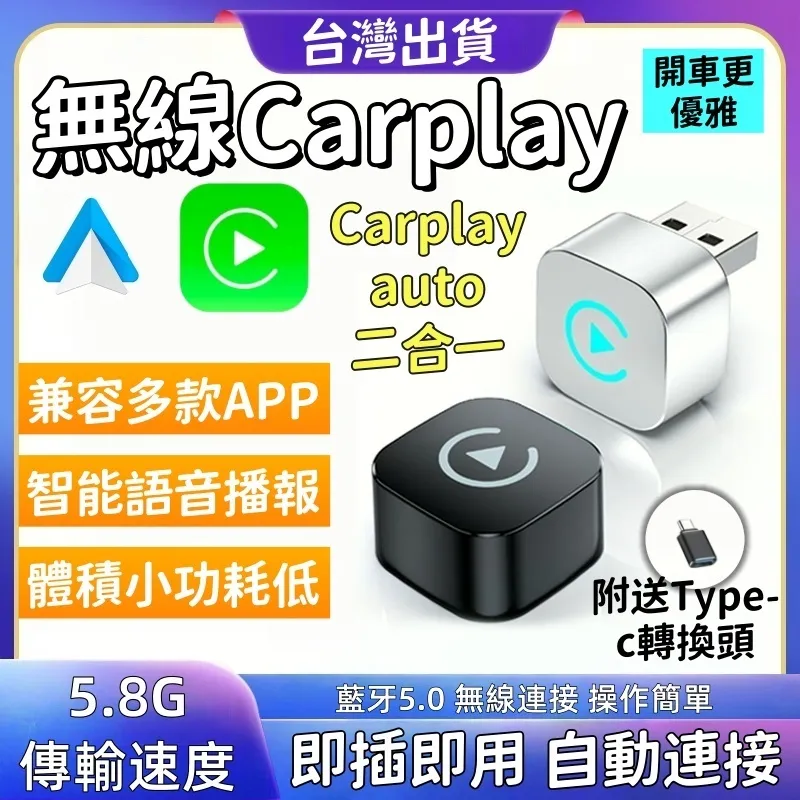 台灣出貨
開車更
優雅
無線Carplay
Carplay
auto
二合一
兼容多款APP
智能語音播報
體積小功耗低
附送Type-
c轉換頭
5.8G
傳輸速度
藍牙5.0 無線連接 操作簡單
即插即用 自動連接